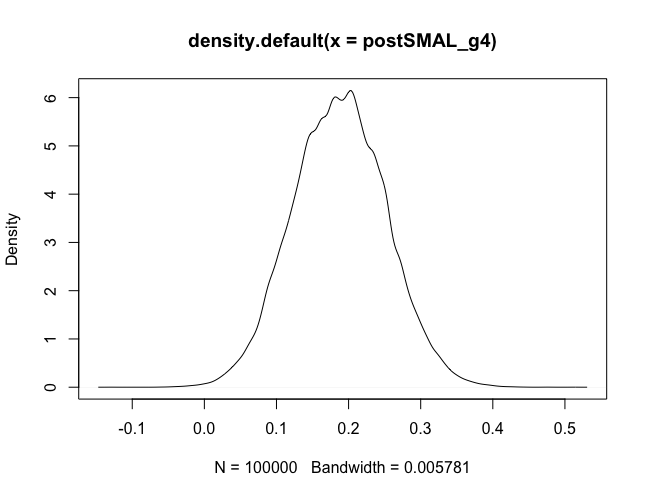 density.default(x = postSMAL_g4)
Density
6
5
4
3
2
1
0
-0.1 0.0 0.1 0.2 0.3 0.4 0.5
N = 100000 Bandwidth = 0.005781